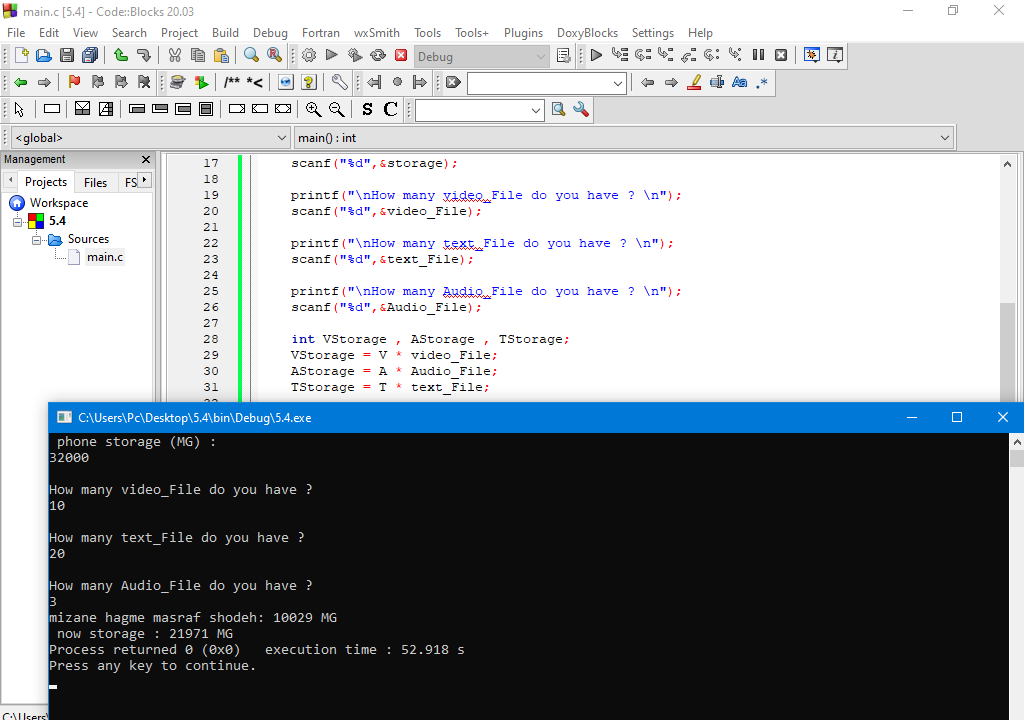 main.c [5.4] - Code::Blocks 20.03
File Edit View Search Project Build Debug Fortran wxSmith Tools Tools+ Plugins DoxyBlocks Settings Help
Debug
/** *<
Aa .*
S C
<global>
main() : int
Management
Projects Files FS
Workspace
5.4
Sources
main.c
17 scanf("%d",&storage);
18
19 printf("\nHow many video_File do you have ? \n");
20 scanf("%d",&video_File);
21
22 printf("\nHow many text_File do you have ? \n");
23 scanf("%d",&text_File);
24
25 printf("\nHow many Audio_File do you have ? \n");
26 scanf("%d",&Audio_File);
27
28 int VStorage , AStorage , TStorage;
29 VStorage = V * video_File;
30 AStorage = A * Audio_File;
31 TStorage = T * text_File;
C:\Users\Pc\Desktop\5.4\bin\Debug\5.4.exe
phone storage (MG) :
32000
How many video_File do you have ?
10
How many text_File do you have ?
20
How many Audio_File do you have ?
3
mizane hagme masraf shodeh: 10029 MG
now storage : 21971 MG
Process returned 0 (0x0) execution time : 52.918 s
Press any key to continue.
C:\Users\